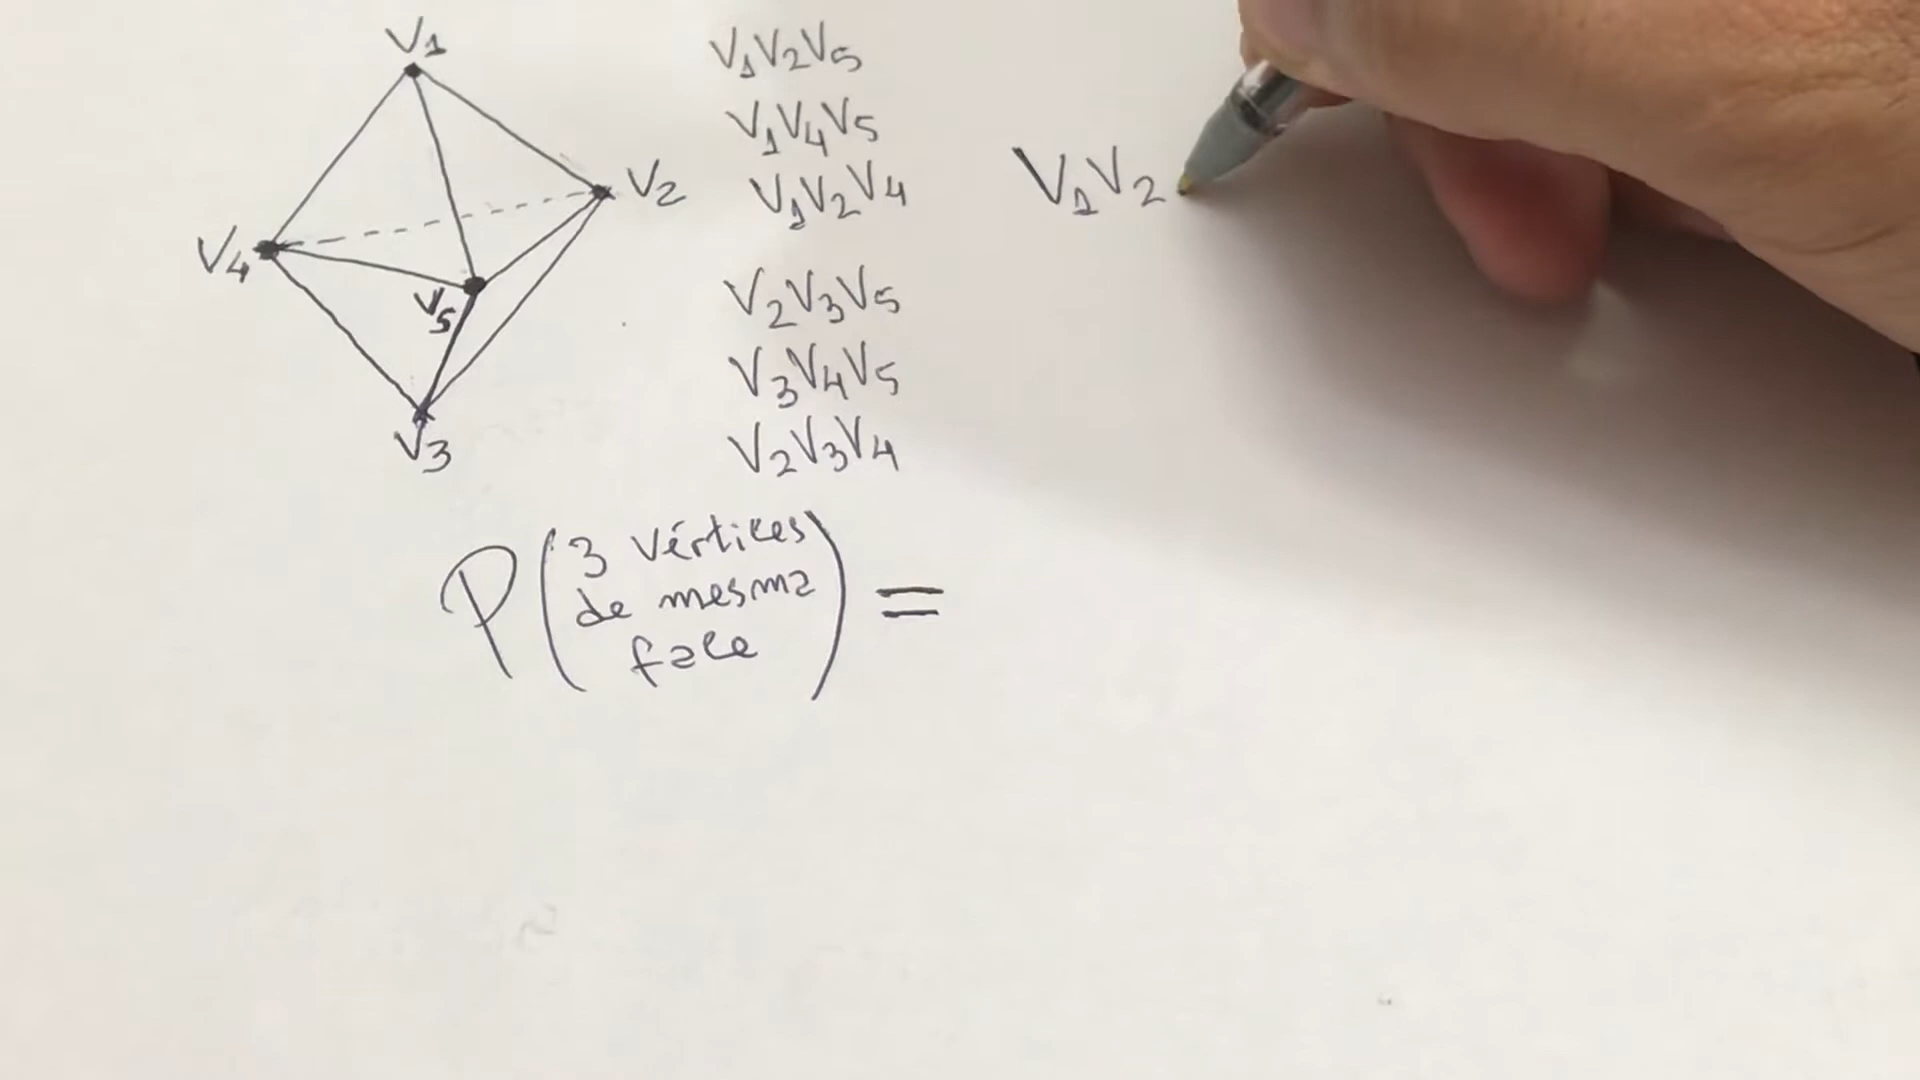 V1
V2
V4
V5
V3
V1V2V5
V1V4V5
V1V2V4
V2V3V5
V3V4V5
V2V3V4
V1V2
P(3 vértices
de mesma
face) =